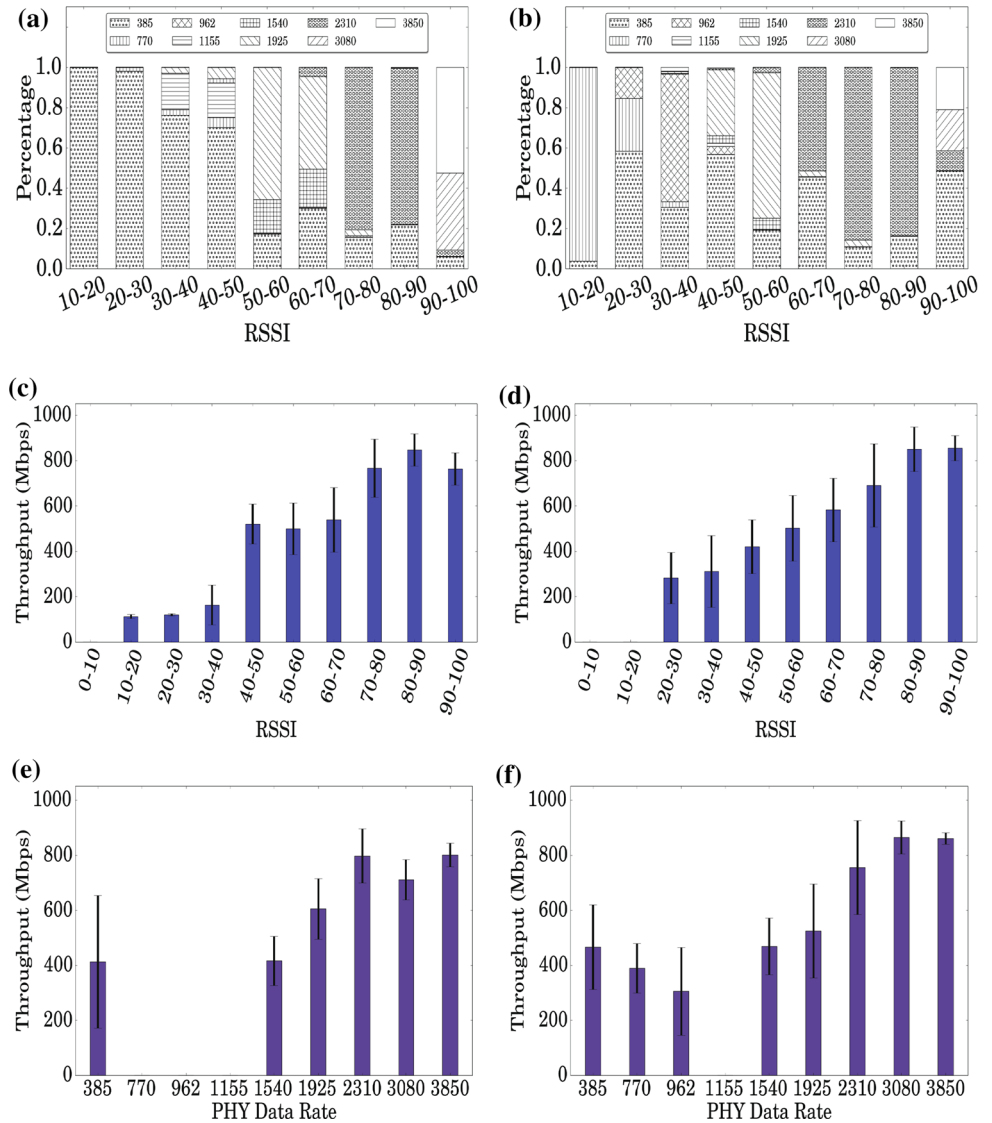 (a)
385 962 1540 2310 3850
770 1155 1925 3080
1.0
0.8
0.6
0.4
0.2
0.0
Percentage
10-20 20-30 30-40 40-50 50-60 60-70 70-80 80-90 90-100
RSSI
(b)
385 962 1540 2310 3850
770 1155 1925 3080
1.0
0.8
0.6
0.4
0.2
0.0
Percentage
10-20 20-30 30-40 40-50 50-60 60-70 70-80 80-90 90-100
RSSI
(c)
1000
800
600
400
200
0
Throughput (Mbps)
0-10 10-20 20-30 30-40 40-50 50-60 60-70 70-80 80-90 90-100
RSSI
(d)
1000
800
600
400
200
0
Throughput (Mbps)
0-10 10-20 20-30 30-40 40-50 50-60 60-70 70-80 80-90 90-100
RSSI
(e)
1000
800
600
400
200
0
Throughput (Mbps)
385 770 962 1155 1540 1925 2310 3080 3850
PHY Data Rate
(f)
1000
800
600
400
200
0
Throughput (Mbps)
385 770 962 1155 1540 1925 2310 3080 3850
PHY Data Rate